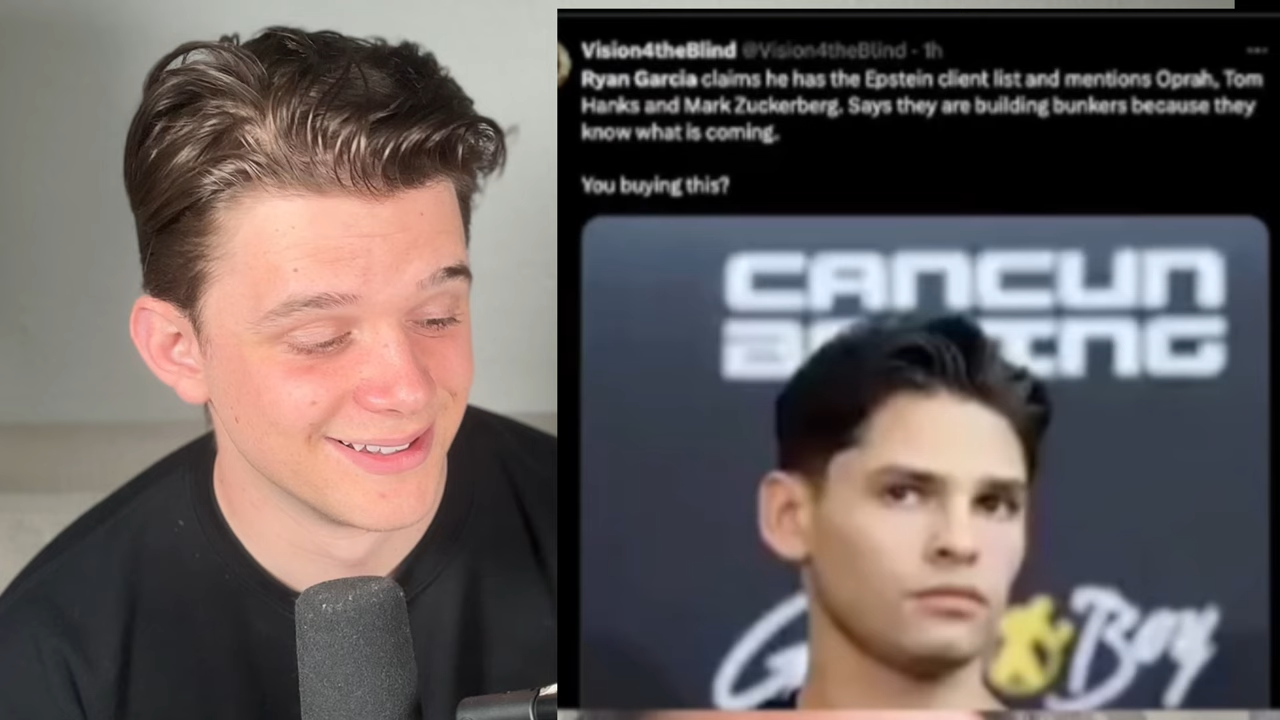 Vision4theBlind @Vision4theBlind · 1h
Ryan Garcia claims he has the Epstein client list and mentions Oprah, Tom
Hanks and Mark Zuckerberg. Says they are building bunkers because they
know what is coming.
You buying this?
CANCUN
Boy